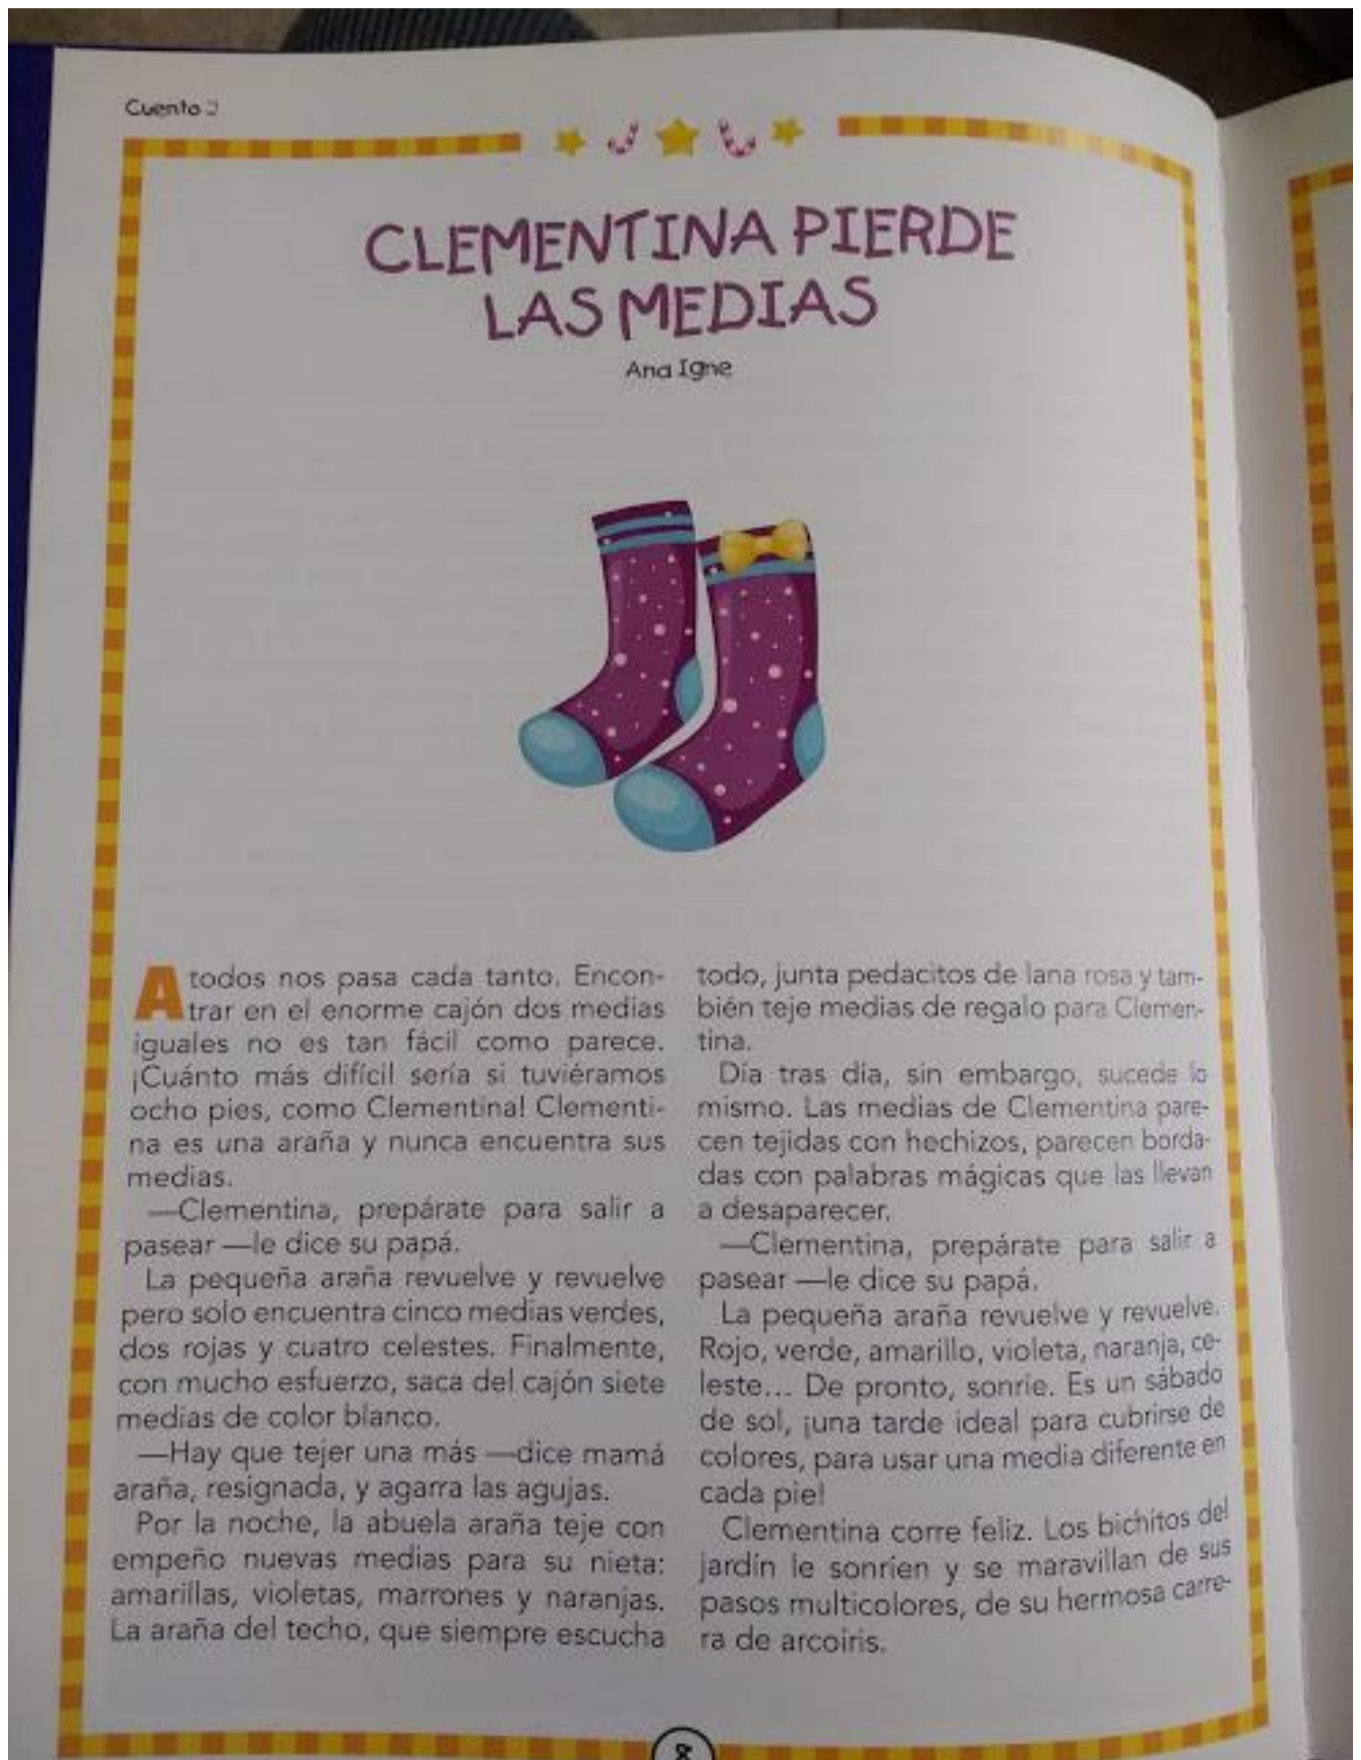 Cuento
CLEMENTINA PIERDE
LAS MEDIAS
Ana Igne
A todos nos pasa cada tanto. Encon-
trar en el enorme cajón dos medias
iguales no es tan fácil como parece.
¡Cuánto más difícil sería si tuviéramos
ocho pies, como Clementina! Clementi-
na es una araña y nunca encuentra sus
medias.
—Clementina, prepárate para salir a
pasear —le dice su papá.
La pequeña araña revuelve y revuelve
pero solo encuentra cinco medias verdes,
dos rojas y cuatro celestes. Finalmente,
con mucho esfuerzo, saca del cajón siete
medias de color blanco.
—Hay que tejer una más —dice mamá
araña, resignada, y agarra las agujas.
Por la noche, la abuela araña teje con
empeño nuevas medias para su nieta:
amarillas, violetas, marrones y naranjas.
La araña del techo, que siempre escucha
todo, junta pedacitos de lana rosa y tam-
bién teje medias de regalo para Clemen-
tina.
Día tras día, sin embargo, sucede lo
mismo. Las medias de Clementina pare-
cen tejidas con hechizos, parecen borda-
das con palabras mágicas que las llevan
a desaparecer.
—Clementina, prepárate para salir a
pasear —le dice su papá.
La pequeña araña revuelve y revuelve.
Rojo, verde, amarillo, violeta, naranja, ce-
leste... De pronto, sonríe. Es un sábado
de sol, ¡una tarde ideal para cubrirse de
colores, para usar una media diferente en
cada pie!
Clementina corre feliz. Los bichitos del
jardín le sonríen y se maravillan de sus
pasos multicolores, de su hermosa carre-
ra de arcoíris.